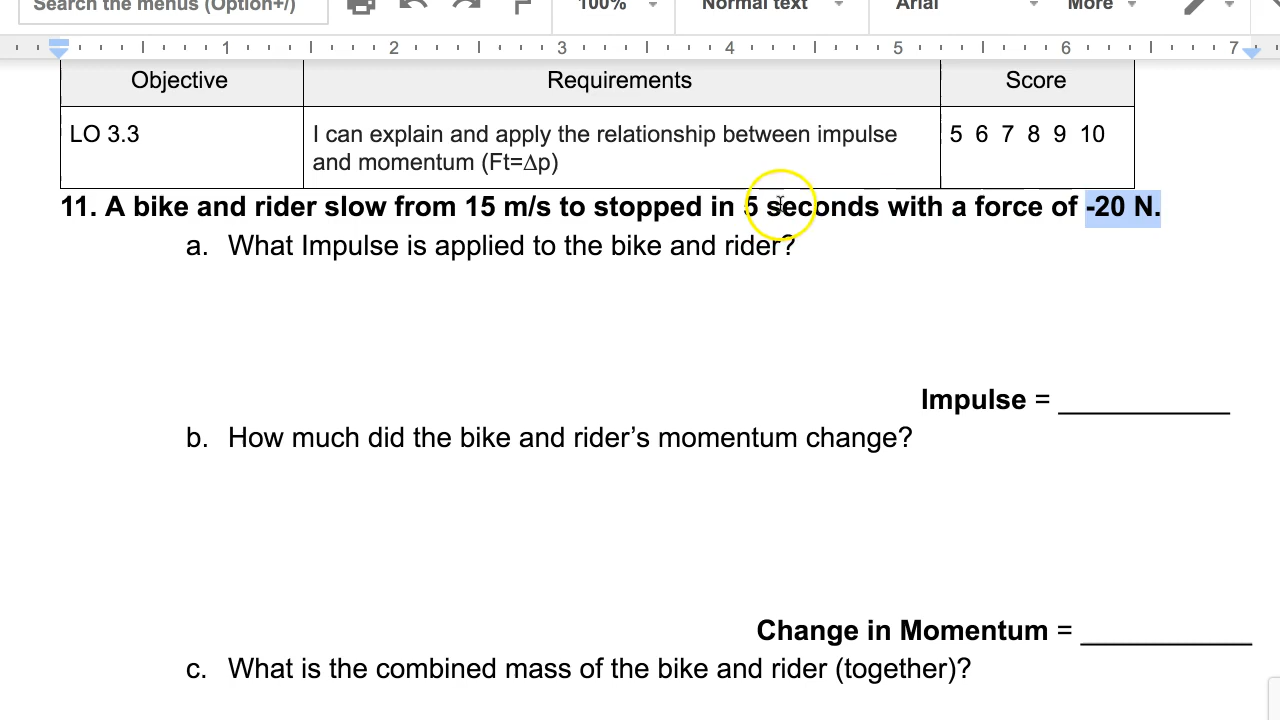 Search the menus (Option+/) 100% Normal text Arial More
1 2 3 4 5 6 7
Objective Requirements Score
LO 3.3 I can explain and apply the relationship between impulse 5 6 7 8 9 10
and momentum (Ft=Δp)
11. A bike and rider slow from 15 m/s to stopped in 5 seconds with a force of -20 N.
a. What Impulse is applied to the bike and rider?
Impulse = ____________
b. How much did the bike and rider’s momentum change?
Change in Momentum = ____________
c. What is the combined mass of the bike and rider (together)?